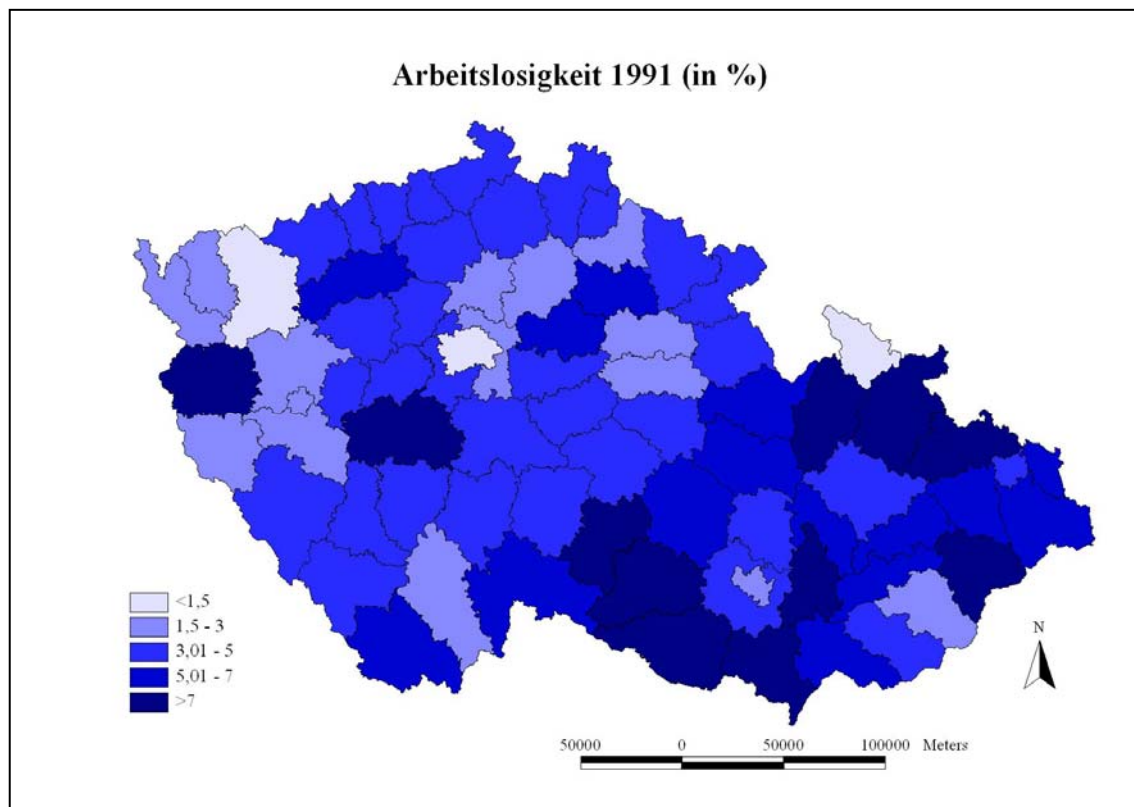 Arbeitslosigkeit 1991 (in %)
<1,5
1,5 - 3
3,01 - 5
5,01 - 7
>7
N
50000 0 50000 100000 Meters